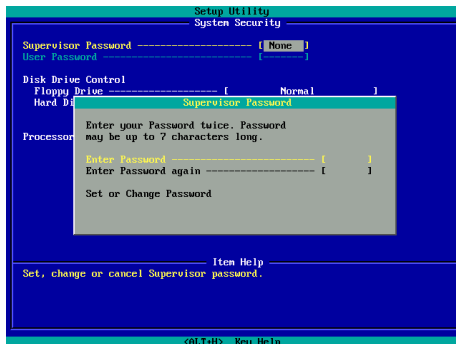 Setup Utility
System Security
Supervisor Password -------------------- [ None ]
User Password -------------------------- [-------]
Disk Drive Control
Floppy Drive ------------------- [ Normal ]
Hard Di
Supervisor Password
Enter your Password twice. Password
may be up to 7 characters long.
Processor
Enter Password ------------------------- [ ]
Enter Password again ------------------- [ ]
Set or Change Password
Item Help
Set, change or cancel Supervisor password.
<ALT+H> Key Help